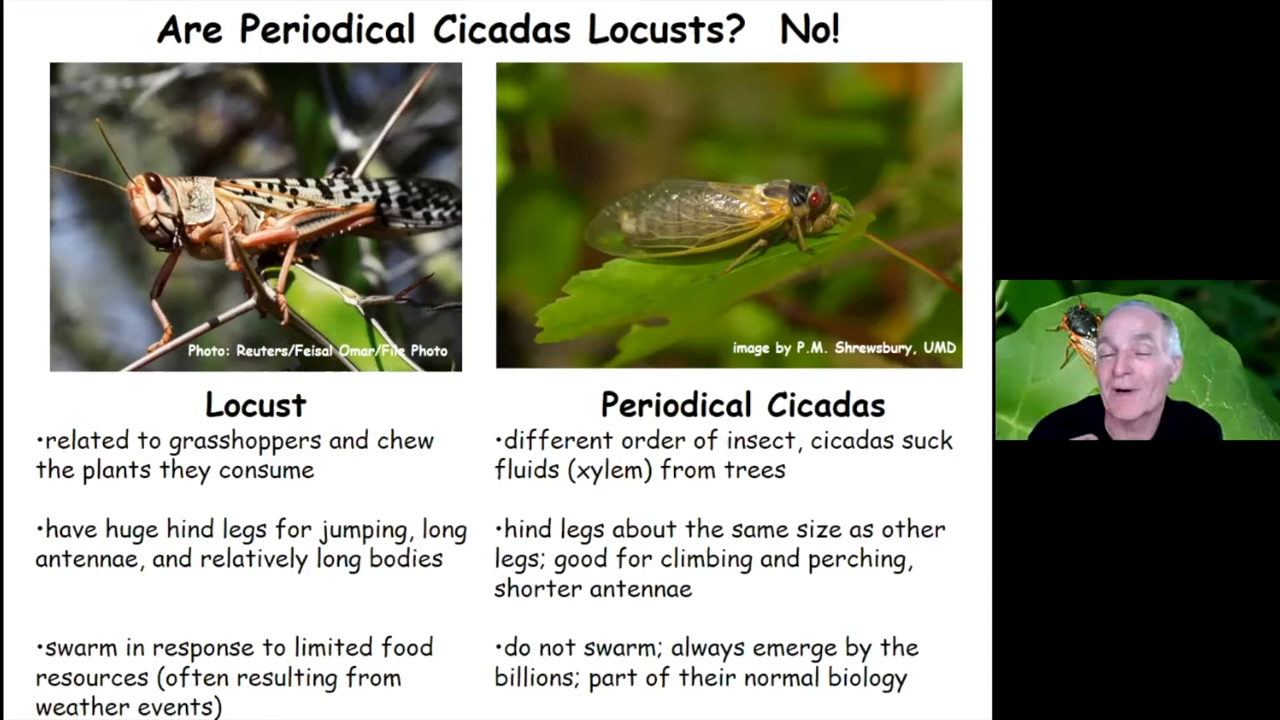 Are Periodical Cicadas Locusts? No!
Photo: Reuters/Feisal Omar/File Photo
image by P.M. Shrewsbury, UMD
Locust
•related to grasshoppers and chew
the plants they consume
•have huge hind legs for jumping, long
antennae, and relatively long bodies
•swarm in response to limited food
resources (often resulting from
weather events)
Periodical Cicadas
•different order of insect, cicadas suck
fluids (xylem) from trees
•hind legs about the same size as other
legs; good for climbing and perching,
shorter antennae
•do not swarm; always emerge by the
billions; part of their normal biology